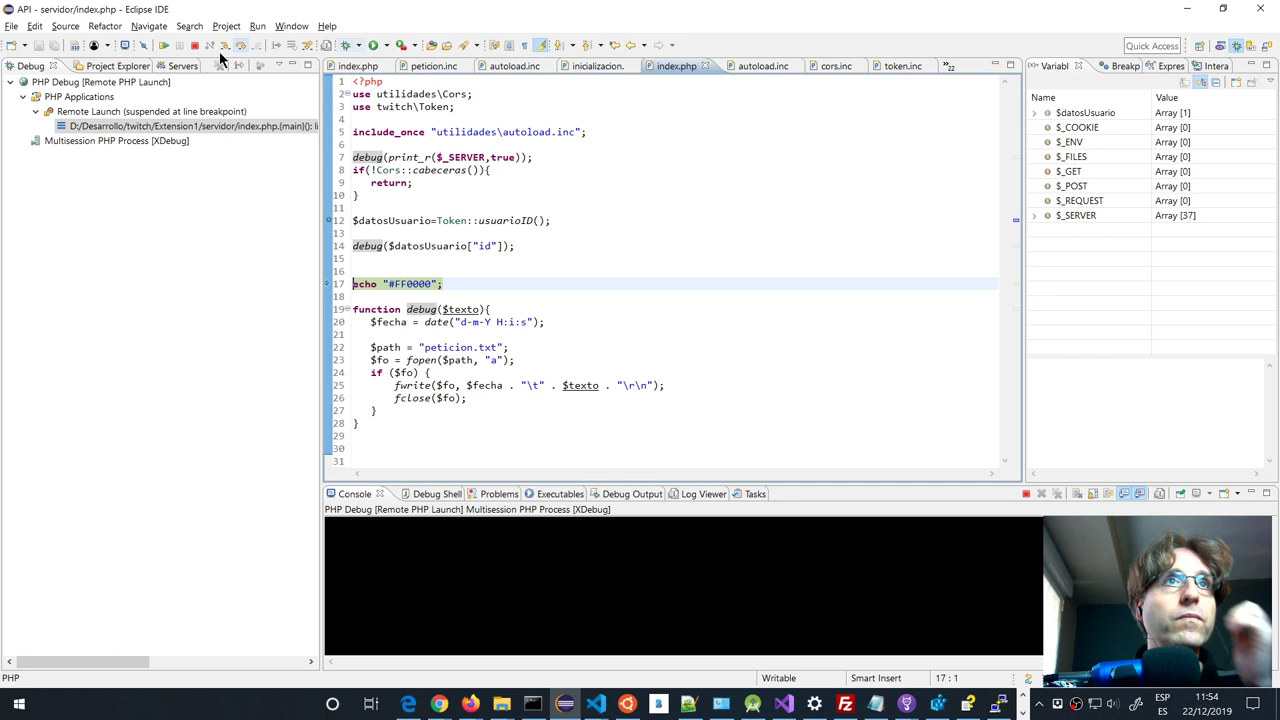 API - servidor/index.php - Eclipse IDE
File Edit Source Refactor Navigate Search Project Run Window Help
Quick Access
Debug Project Explorer Servers
index.php peticion.inc autoload.inc inicializacion. index.php autoload.inc cors.inc token.inc »22
Variabl Breakp Expres Intera
PHP Debug [Remote PHP Launch]
PHP Applications
Remote Launch (suspended at line breakpoint)
D:/Desarrollo/twitch/Extension1/servidor/index.php.{main}(): li
Multisession PHP Process [XDebug]
1 <?php
2 use utilidades\Cors;
3 use twitch\Token;
4
5 include_once "utilidades\autoload.inc";
6
7 debug(print_r($_SERVER,true));
8 if(!Cors::cabeceras()){
9 return;
10 }
11
12 $datosUsuario=Token::usuarioID();
13
14 debug($datosUsuario["id"]);
15
16
17 echo "#FF0000";
18
19 function debug($texto){
20 $fecha = date("d-m-Y H:i:s");
21
22 $path = "peticion.txt";
23 $fo = fopen($path, "a");
24 if ($fo) {
25 fwrite($fo, $fecha . "\t" . $texto . "\r\n");
26 fclose($fo);
27 }
28 }
29
30
31
Name Value
$datosUsuario Array [1]
$_COOKIE Array [0]
$_ENV Array [0]
$_FILES Array [0]
$_GET Array [0]
$_POST Array [0]
$_REQUEST Array [0]
$_SERVER Array [37]
Console Debug Shell Problems Executables Debug Output Log Viewer Tasks
PHP Debug [Remote PHP Launch] Multisession PHP Process [XDebug]
PHP Writable Smart Insert 17 : 1
ESP 11:54
ES 22/12/2019